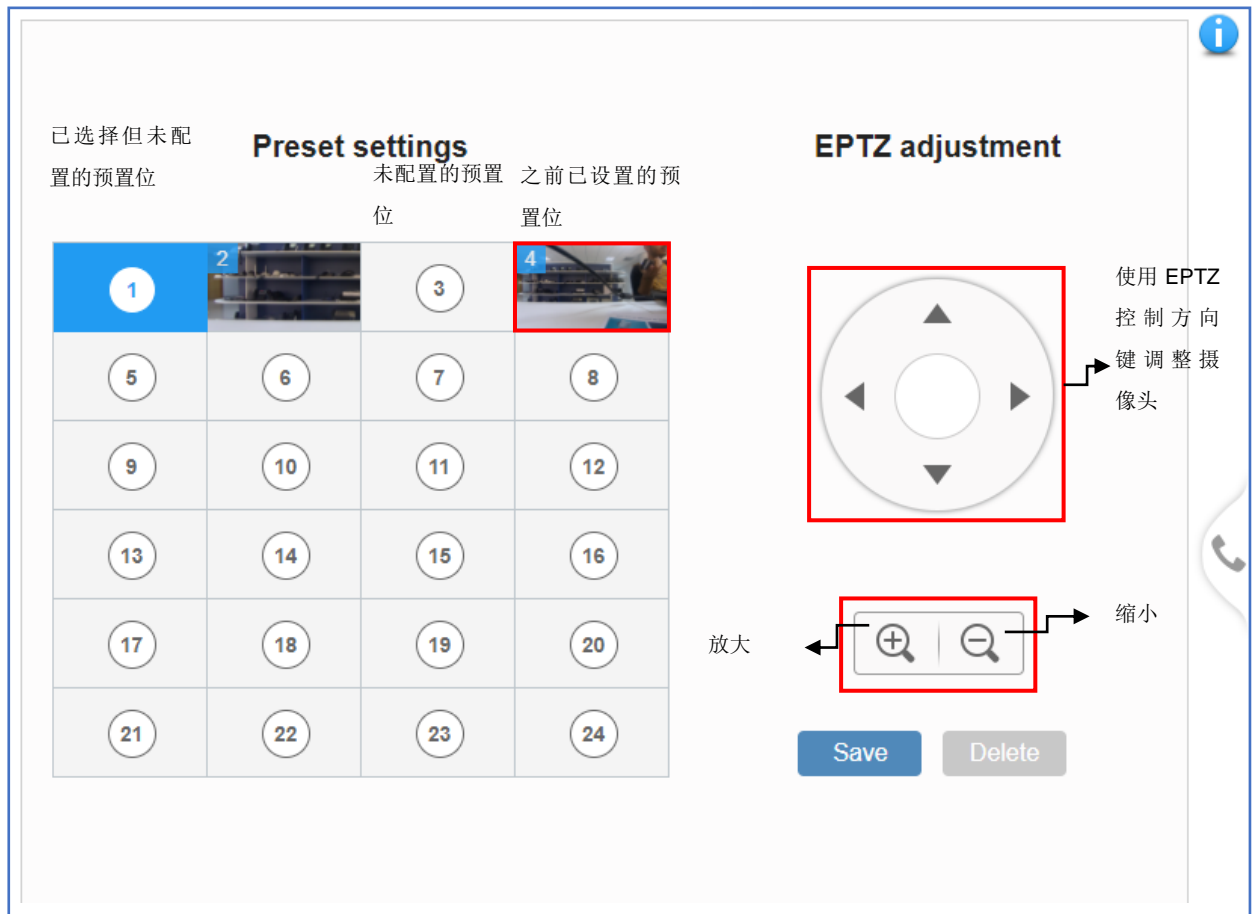 已选择但未配
置的预置位
Preset settings
未配置的预置
位
之前已设置的预
置位
1
2
3
4
5
6
7
8
9
10
11
12
13
14
15
16
17
18
19
20
21
22
23
24
EPTZ adjustment
使用 EPTZ
控制方向
键调整摄
像头
放大
缩小
Save
Delete